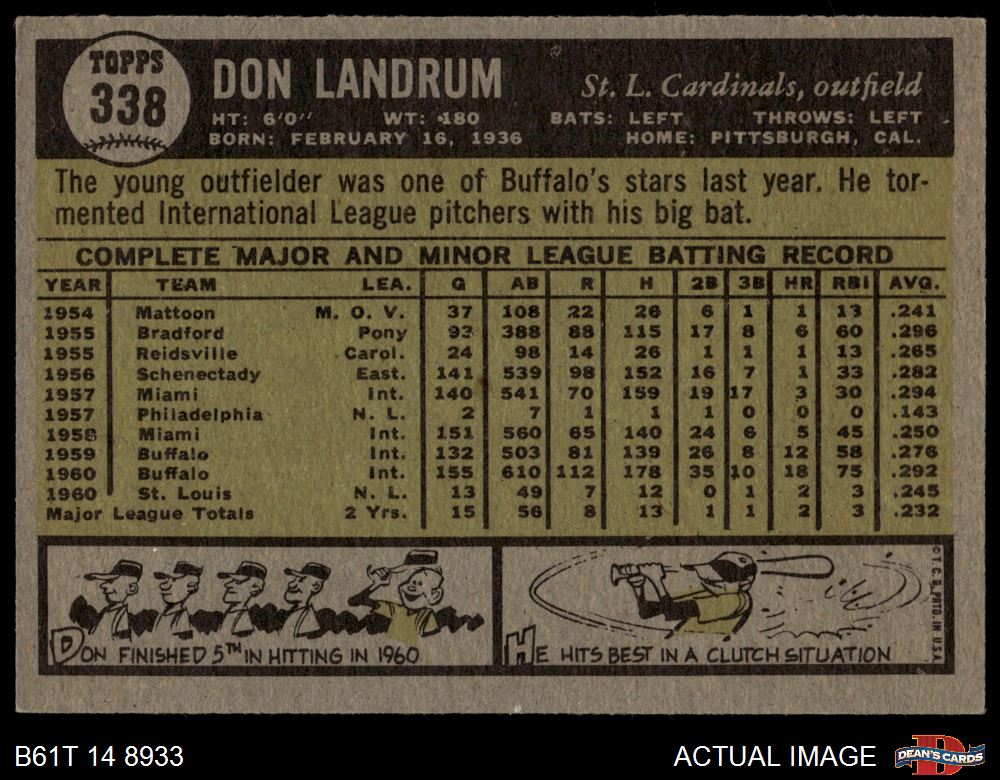 TOPPS
338
DON LANDRUM
St. L. Cardinals, outfield
HT: 6'0" WT: 180 BATS: LEFT THROWS: LEFT
BORN: FEBRUARY 16, 1936 HOME: PITTSBURGH, CAL.
The young outfielder was one of Buffalo's stars last year. He tor-
mented International League pitchers with his big bat.
COMPLETE MAJOR AND MINOR LEAGUE BATTING RECORD
YEAR TEAM LEA. G AB R H 2B 3B HR RBI AVG.
1954 Mattoon M. O. V. 37 108 22 26 6 1 1 13 .241
1955 Bradford Pony 93 388 88 115 17 8 6 60 .296
1955 Reidsville Carol. 24 98 14 26 1 1 1 13 .265
1956 Schenectady East. 141 539 98 152 16 7 1 33 .282
1957 Miami Int. 140 541 70 159 19 17 3 30 .294
1957 Philadelphia N. L. 2 7 1 1 1 0 0 0 .143
1958 Miami Int. 151 560 65 140 24 6 5 45 .250
1959 Buffalo Int. 132 503 81 139 26 8 12 58 .276
1960 Buffalo Int. 155 610 112 178 35 10 18 75 .292
1960 St. Louis N. L. 13 49 7 12 0 1 2 3 .245
Major League Totals 2 Yrs. 15 56 8 13 1 1 2 3 .232
DON FINISHED 5TH IN HITTING IN 1960
HE HITS BEST IN A CLUTCH SITUATION
© T. C. G. PRTD. IN U.S.A.
B61T 14 8933
ACTUAL IMAGE
DEAN'S CARDS